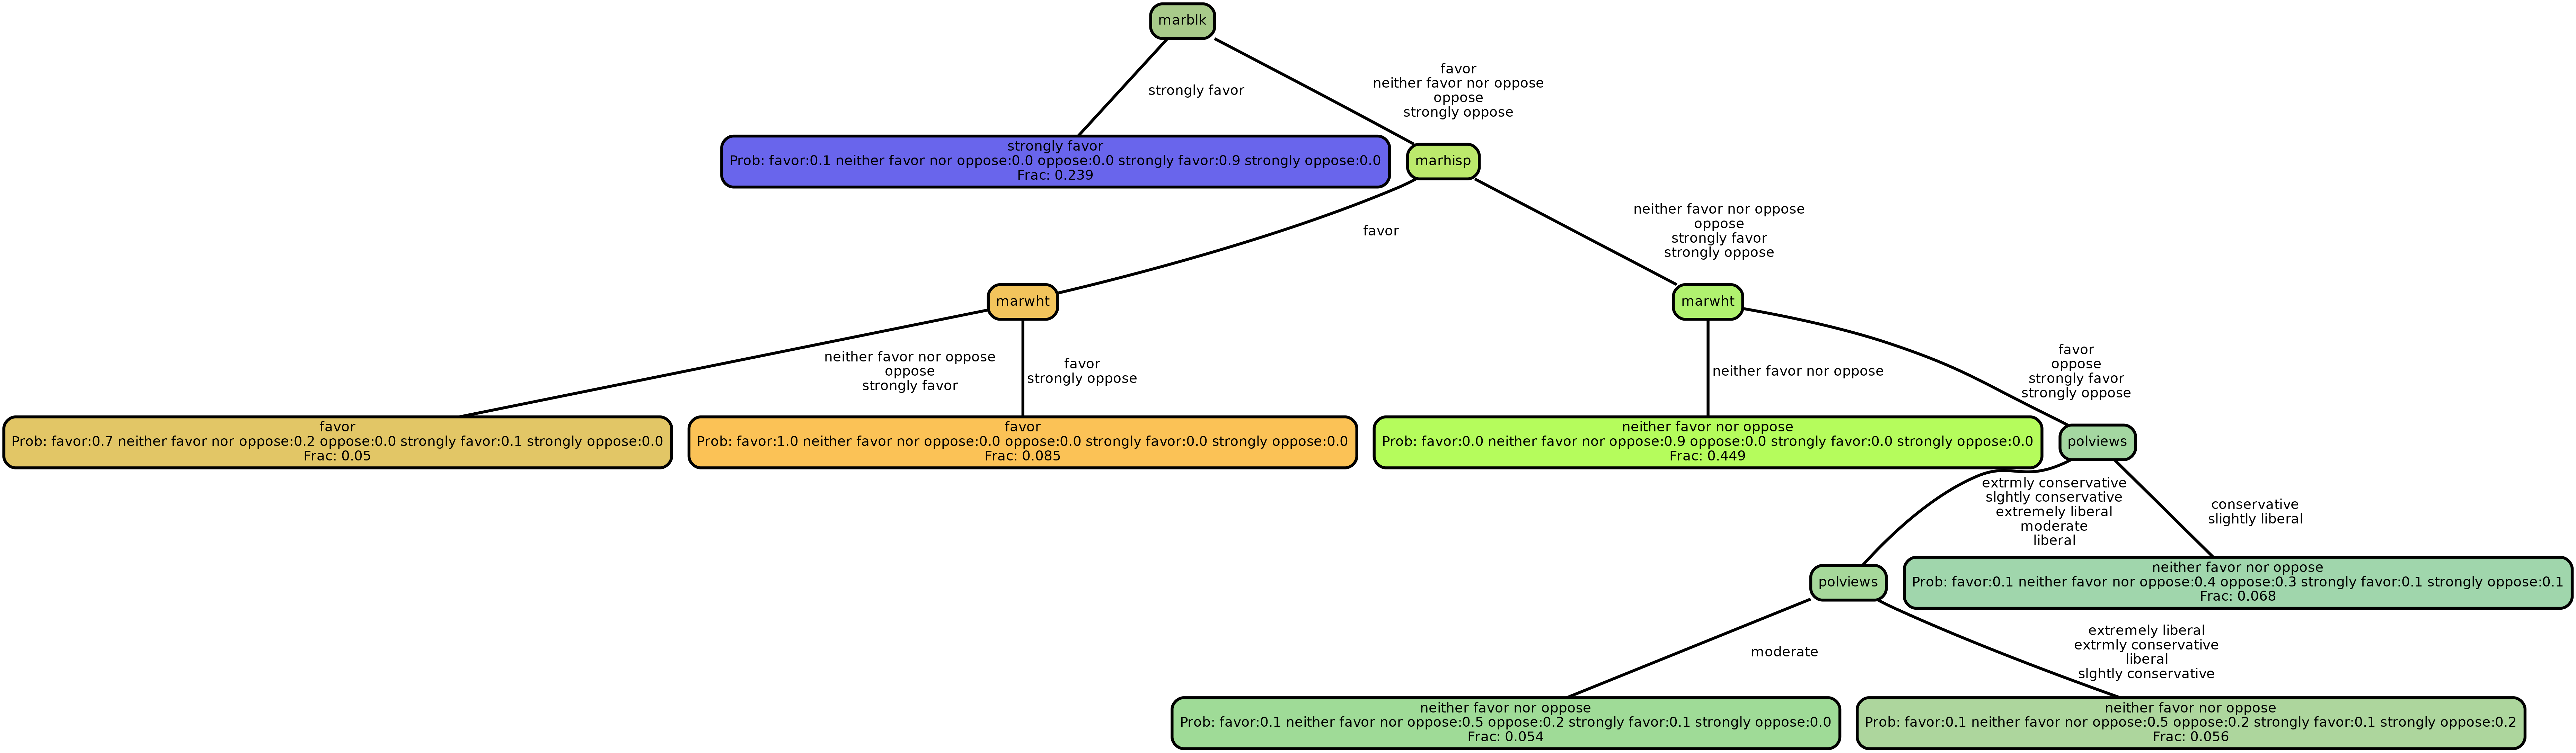 marblk
strongly favor
favor
neither favor nor oppose
oppose
strongly oppose
strongly favor
Prob: favor:0.1 neither favor nor oppose:0.0 oppose:0.0 strongly favor:0.9 strongly oppose:0.0
Frac: 0.239
marhisp
favor
neither favor nor oppose
oppose
strongly favor
strongly oppose
marwht
marwht
neither favor nor oppose
oppose
strongly favor
favor
strongly oppose
neither favor nor oppose
favor
oppose
strongly favor
strongly oppose
favor
Prob: favor:0.7 neither favor nor oppose:0.2 oppose:0.0 strongly favor:0.1 strongly oppose:0.0
Frac: 0.05
favor
Prob: favor:1.0 neither favor nor oppose:0.0 oppose:0.0 strongly favor:0.0 strongly oppose:0.0
Frac: 0.085
neither favor nor oppose
Prob: favor:0.0 neither favor nor oppose:0.9 oppose:0.0 strongly favor:0.0 strongly oppose:0.0
Frac: 0.449
polviews
extrmly conservative
slghtly conservative
extremely liberal
moderate
liberal
conservative
slightly liberal
polviews
neither favor nor oppose
Prob: favor:0.1 neither favor nor oppose:0.4 oppose:0.3 strongly favor:0.1 strongly oppose:0.1
Frac: 0.068
moderate
extremely liberal
extrmly conservative
liberal
slghtly conservative
neither favor nor oppose
Prob: favor:0.1 neither favor nor oppose:0.5 oppose:0.2 strongly favor:0.1 strongly oppose:0.0
Frac: 0.054
neither favor nor oppose
Prob: favor:0.1 neither favor nor oppose:0.5 oppose:0.2 strongly favor:0.1 strongly oppose:0.2
Frac: 0.056